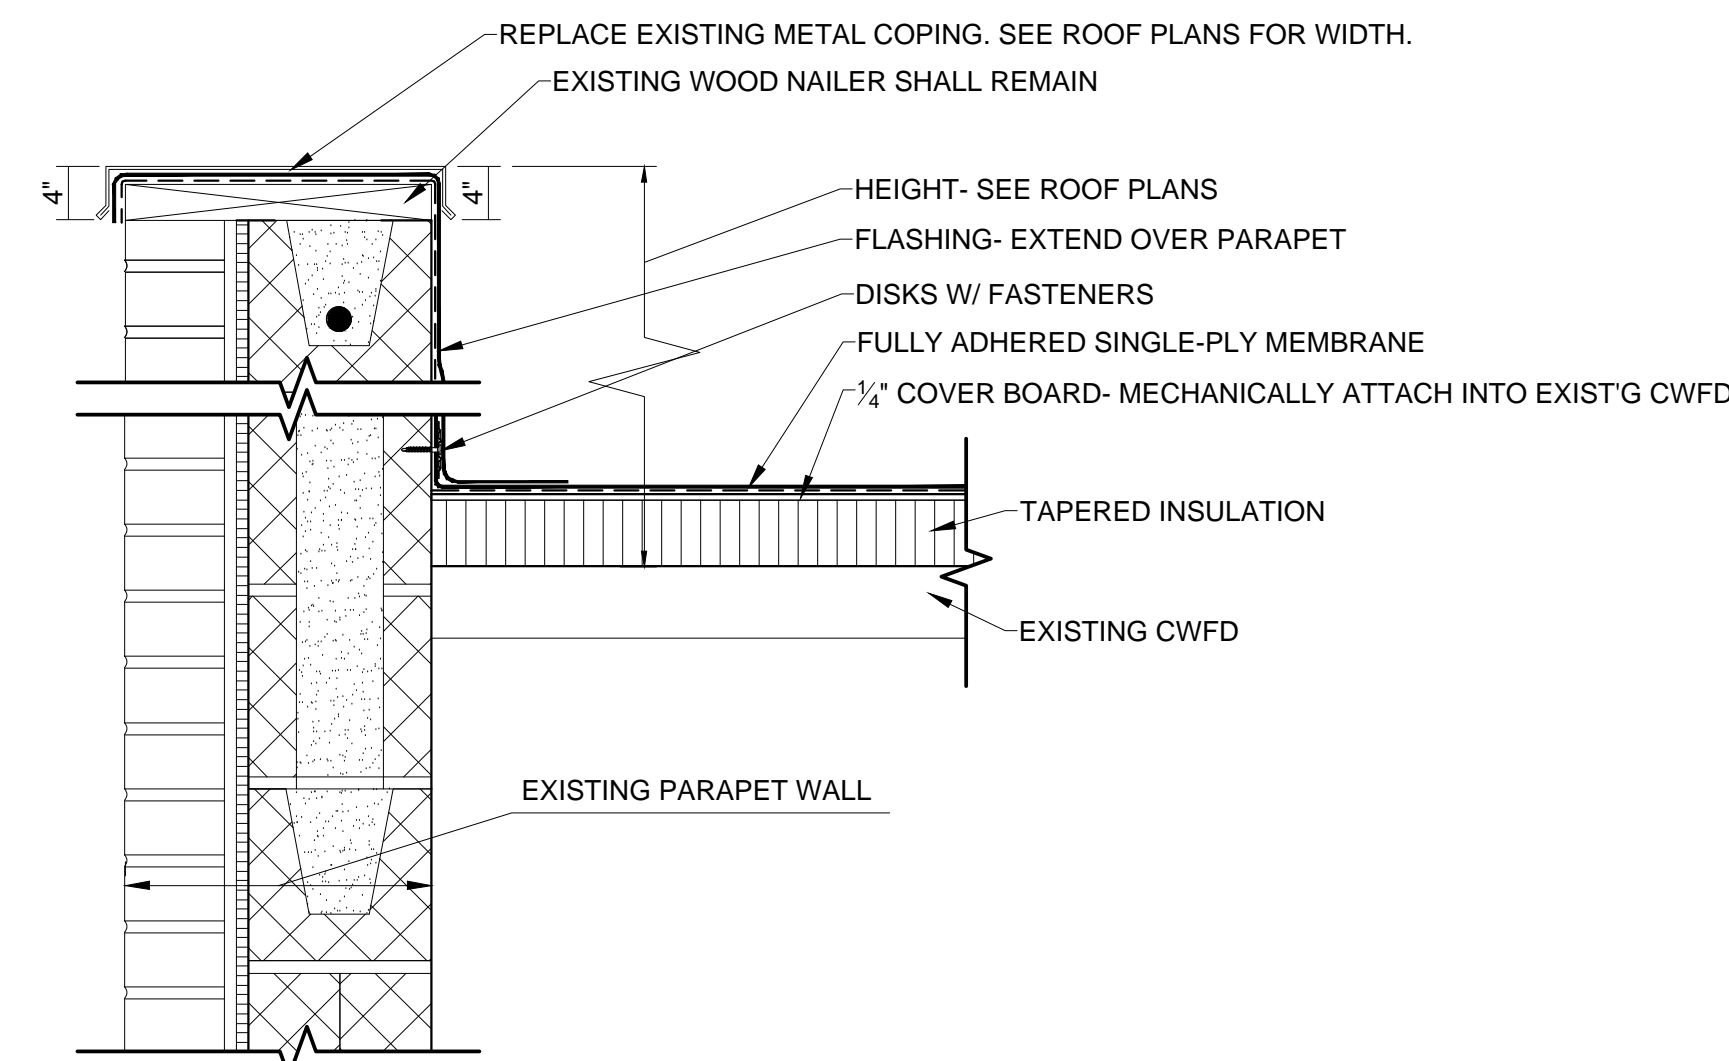 REPLACE EXISTING METAL COPING. SEE ROOF PLANS FOR WIDTH.
EXISTING WOOD NAILER SHALL REMAIN
4"
4"
HEIGHT- SEE ROOF PLANS
FLASHING- EXTEND OVER PARAPET
DISKS W/ FASTENERS
FULLY ADHERED SINGLE-PLY MEMBRANE
¼" COVER BOARD- MECHANICALLY ATTACH INTO EXIST'G CWFD
TAPERED INSULATION
EXISTING CWFD
EXISTING PARAPET WALL